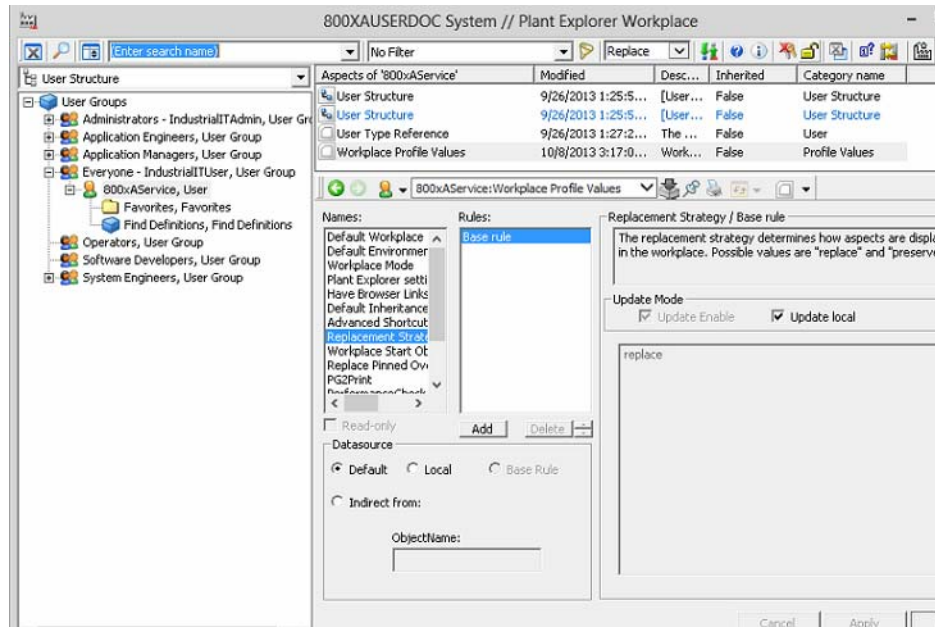 800XAUSERDOC System // Plant Explorer Workplace
(Enter search name) No Filter Replace
User Structure
User Groups
Administrators - IndustrialITAdmin, User Gro
Application Engineers, User Group
Application Managers, User Group
Everyone - IndustrialITUser, User Group
800xAService, User
Favorites, Favorites
Find Definitions, Find Definitions
Operators, User Group
Software Developers, User Group
System Engineers, User Group
Aspects of '800xAService' Modified Desc... Inherited Category name
User Structure 9/26/2013 1:25:5... [User... False User Structure
User Structure 9/26/2013 1:25:5... [User... False User Structure
User Type Reference 9/26/2013 1:27:2... The ... False User
Workplace Profile Values 10/8/2013 3:17:0... Work... False Profile Values
800xAService:Workplace Profile Values
Names:
Default Workplace
Default Environmer
Workplace Mode
Plant Explorer setti
Have Browser Links
Default Inheritance
Advanced Shortcut
Replacement Strate
Workplace Start Ob
Replace Pinned Ove
PG2Print
PerformanceCheck
Read-only
Rules:
Base rule
Add Delete
Datasource
Default Local Base Rule
Indirect from:
ObjectName:
Replacement Strategy / Base rule
The replacement strategy determines how aspects are displa
in the workplace. Possible values are "replace" and "preserve
Update Mode
Update Enable Update local
replace
Cancel Apply